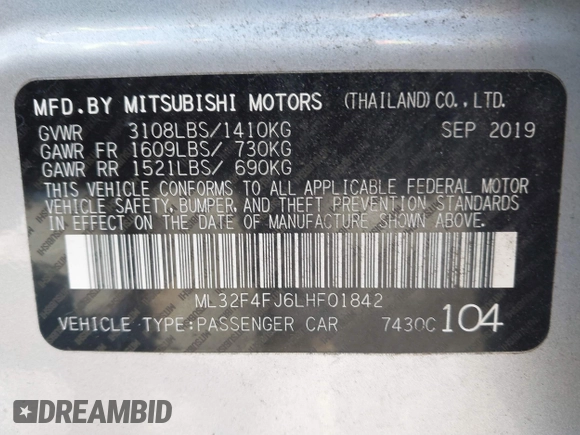 MFD.BY MITSUBISHI MOTORS (THAILAND)CO.,LTD.
GVWR 3108LBS/1410KG SEP 2019
GAWR FR 1609LBS/ 730KG
GAWR RR 1521LBS/ 690KG
THIS VEHICLE CONFORMS TO ALL APPLICABLE FEDERAL MOTOR
VEHICLE SAFETY, BUMPER, AND THEFT PREVENTION STANDARDS
IN EFFECT ON THE DATE OF MANUFACTURE SHOWN ABOVE.
ML32F4FJ6LHF01842
VEHICLE TYPE:PASSENGER CAR 7430C 104
DREAMBID